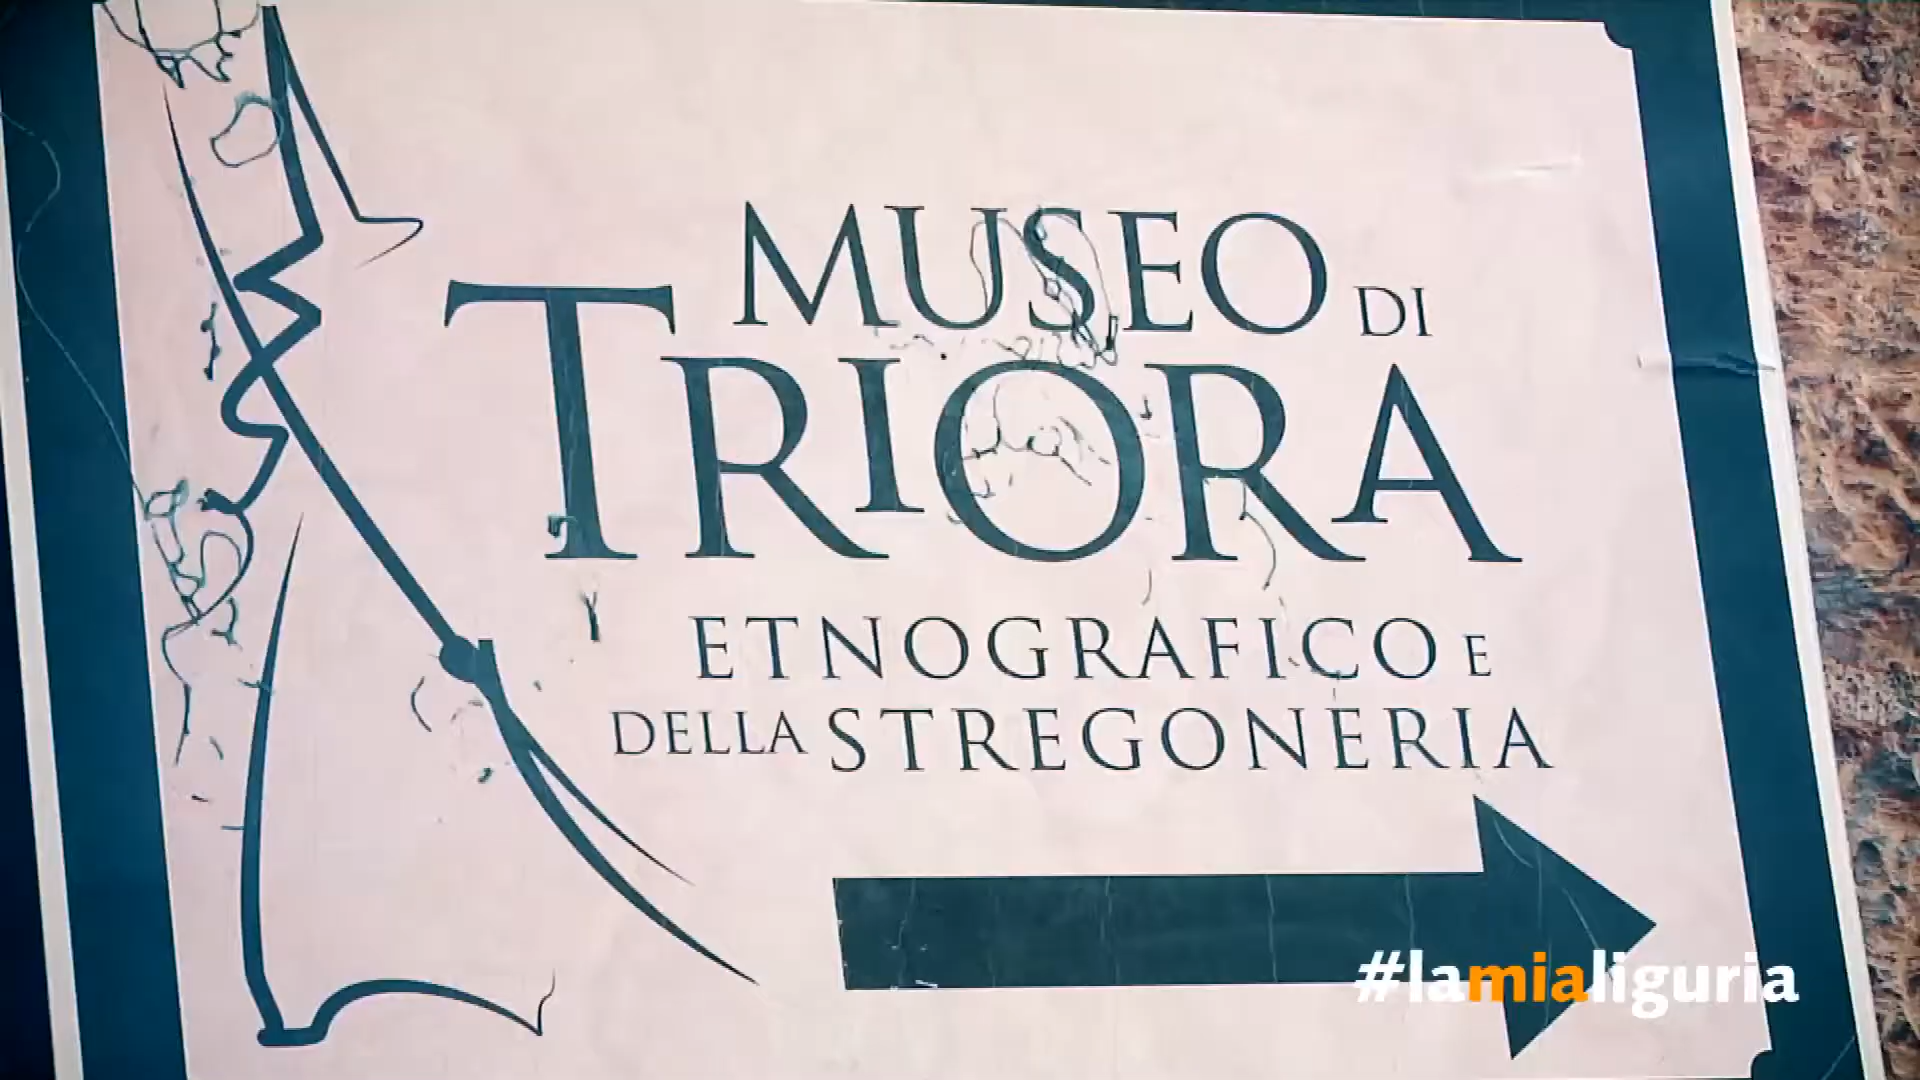 MUSEO DI
TRIORA
ETNOGRAFICO E
DELLA STREGONERIA
#lamialiguria